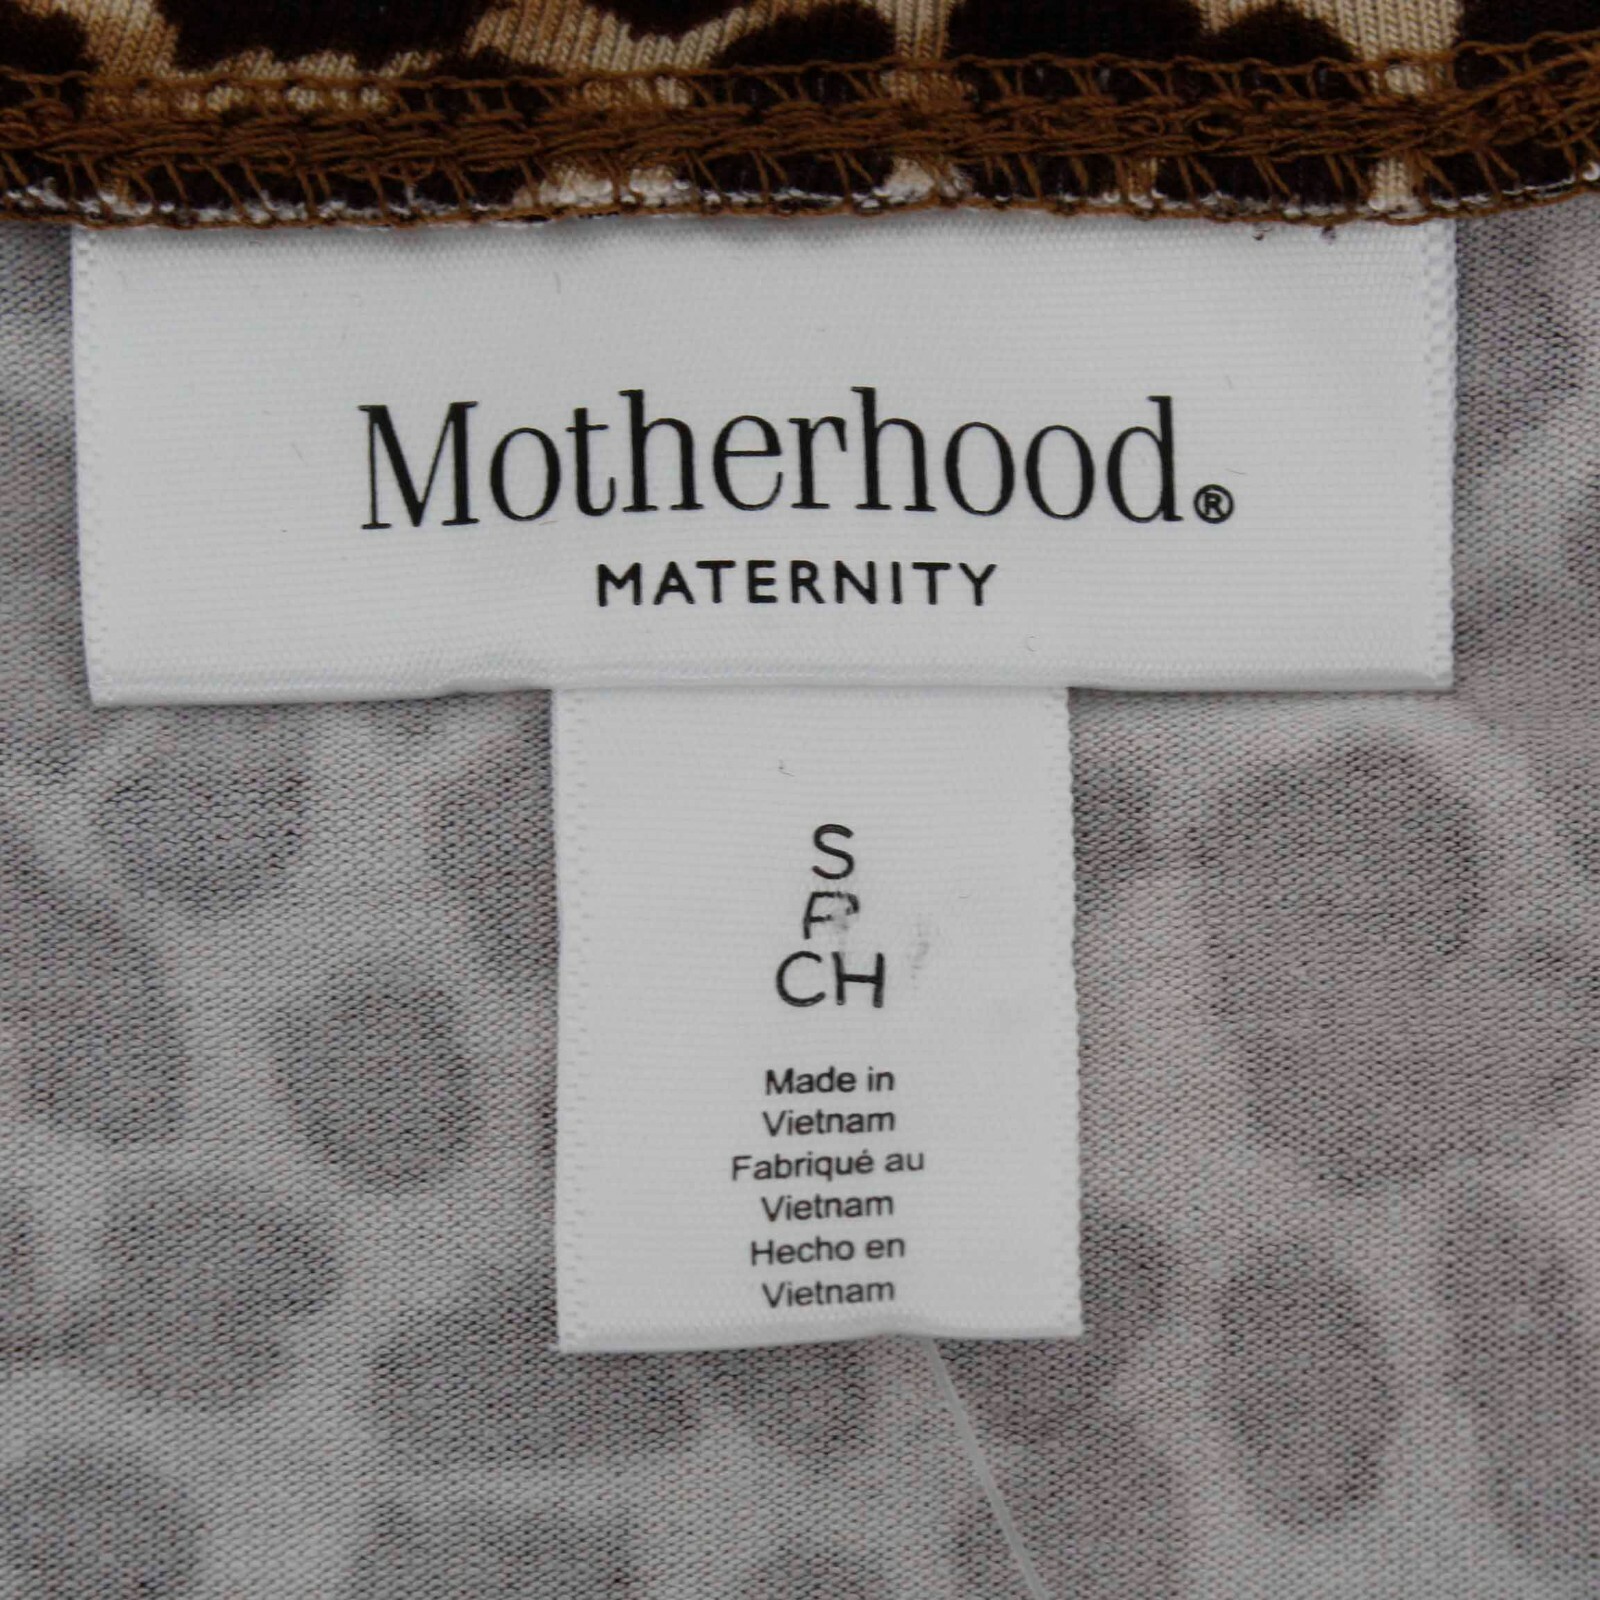 Motherhood®
MATERNITY
S
P
CH
Made in
Vietnam
Fabriqué au
Vietnam
Hecho en
Vietnam